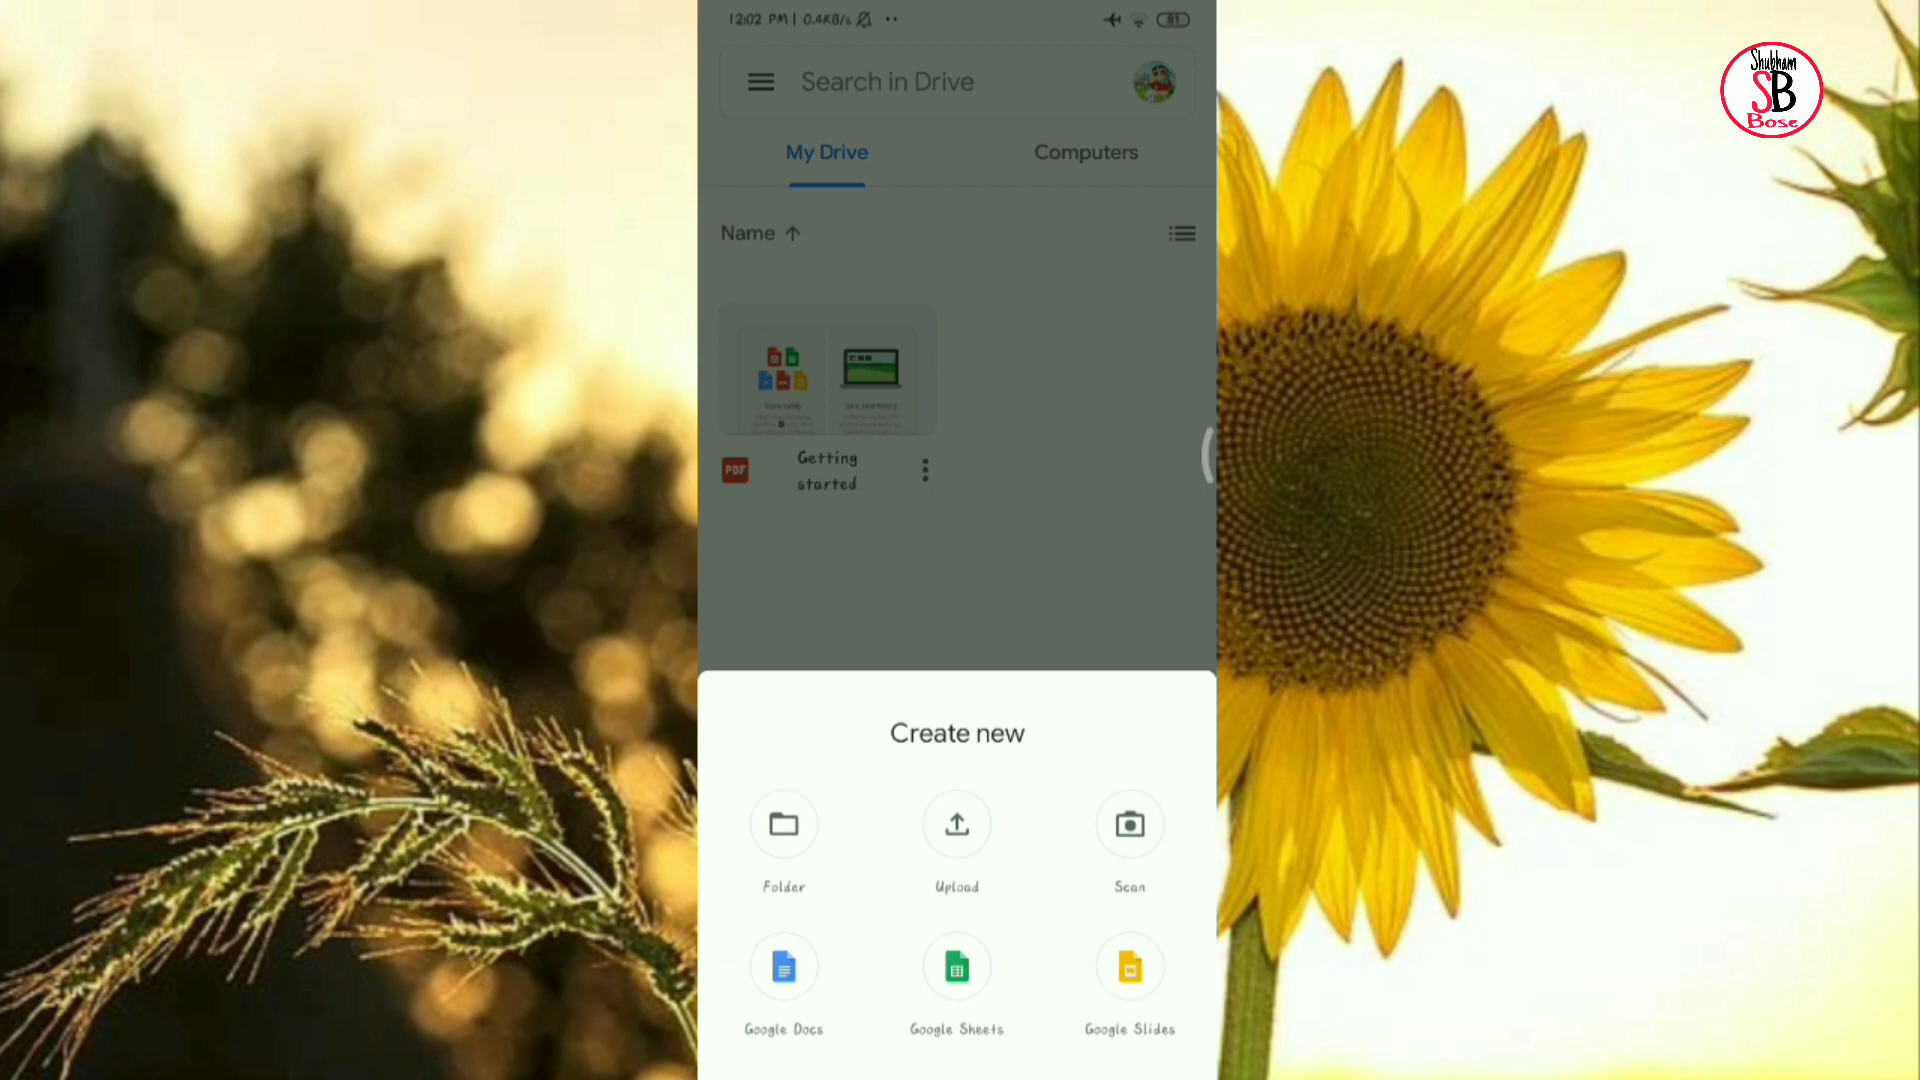 12:02 PM | 0.4KB/s
81
Search in Drive
My Drive
Computers
Name
PDF
Getting
started
Create new
Folder
Upload
Scan
Google Docs
Google Sheets
Google Slides
Shubham
SB
Bose